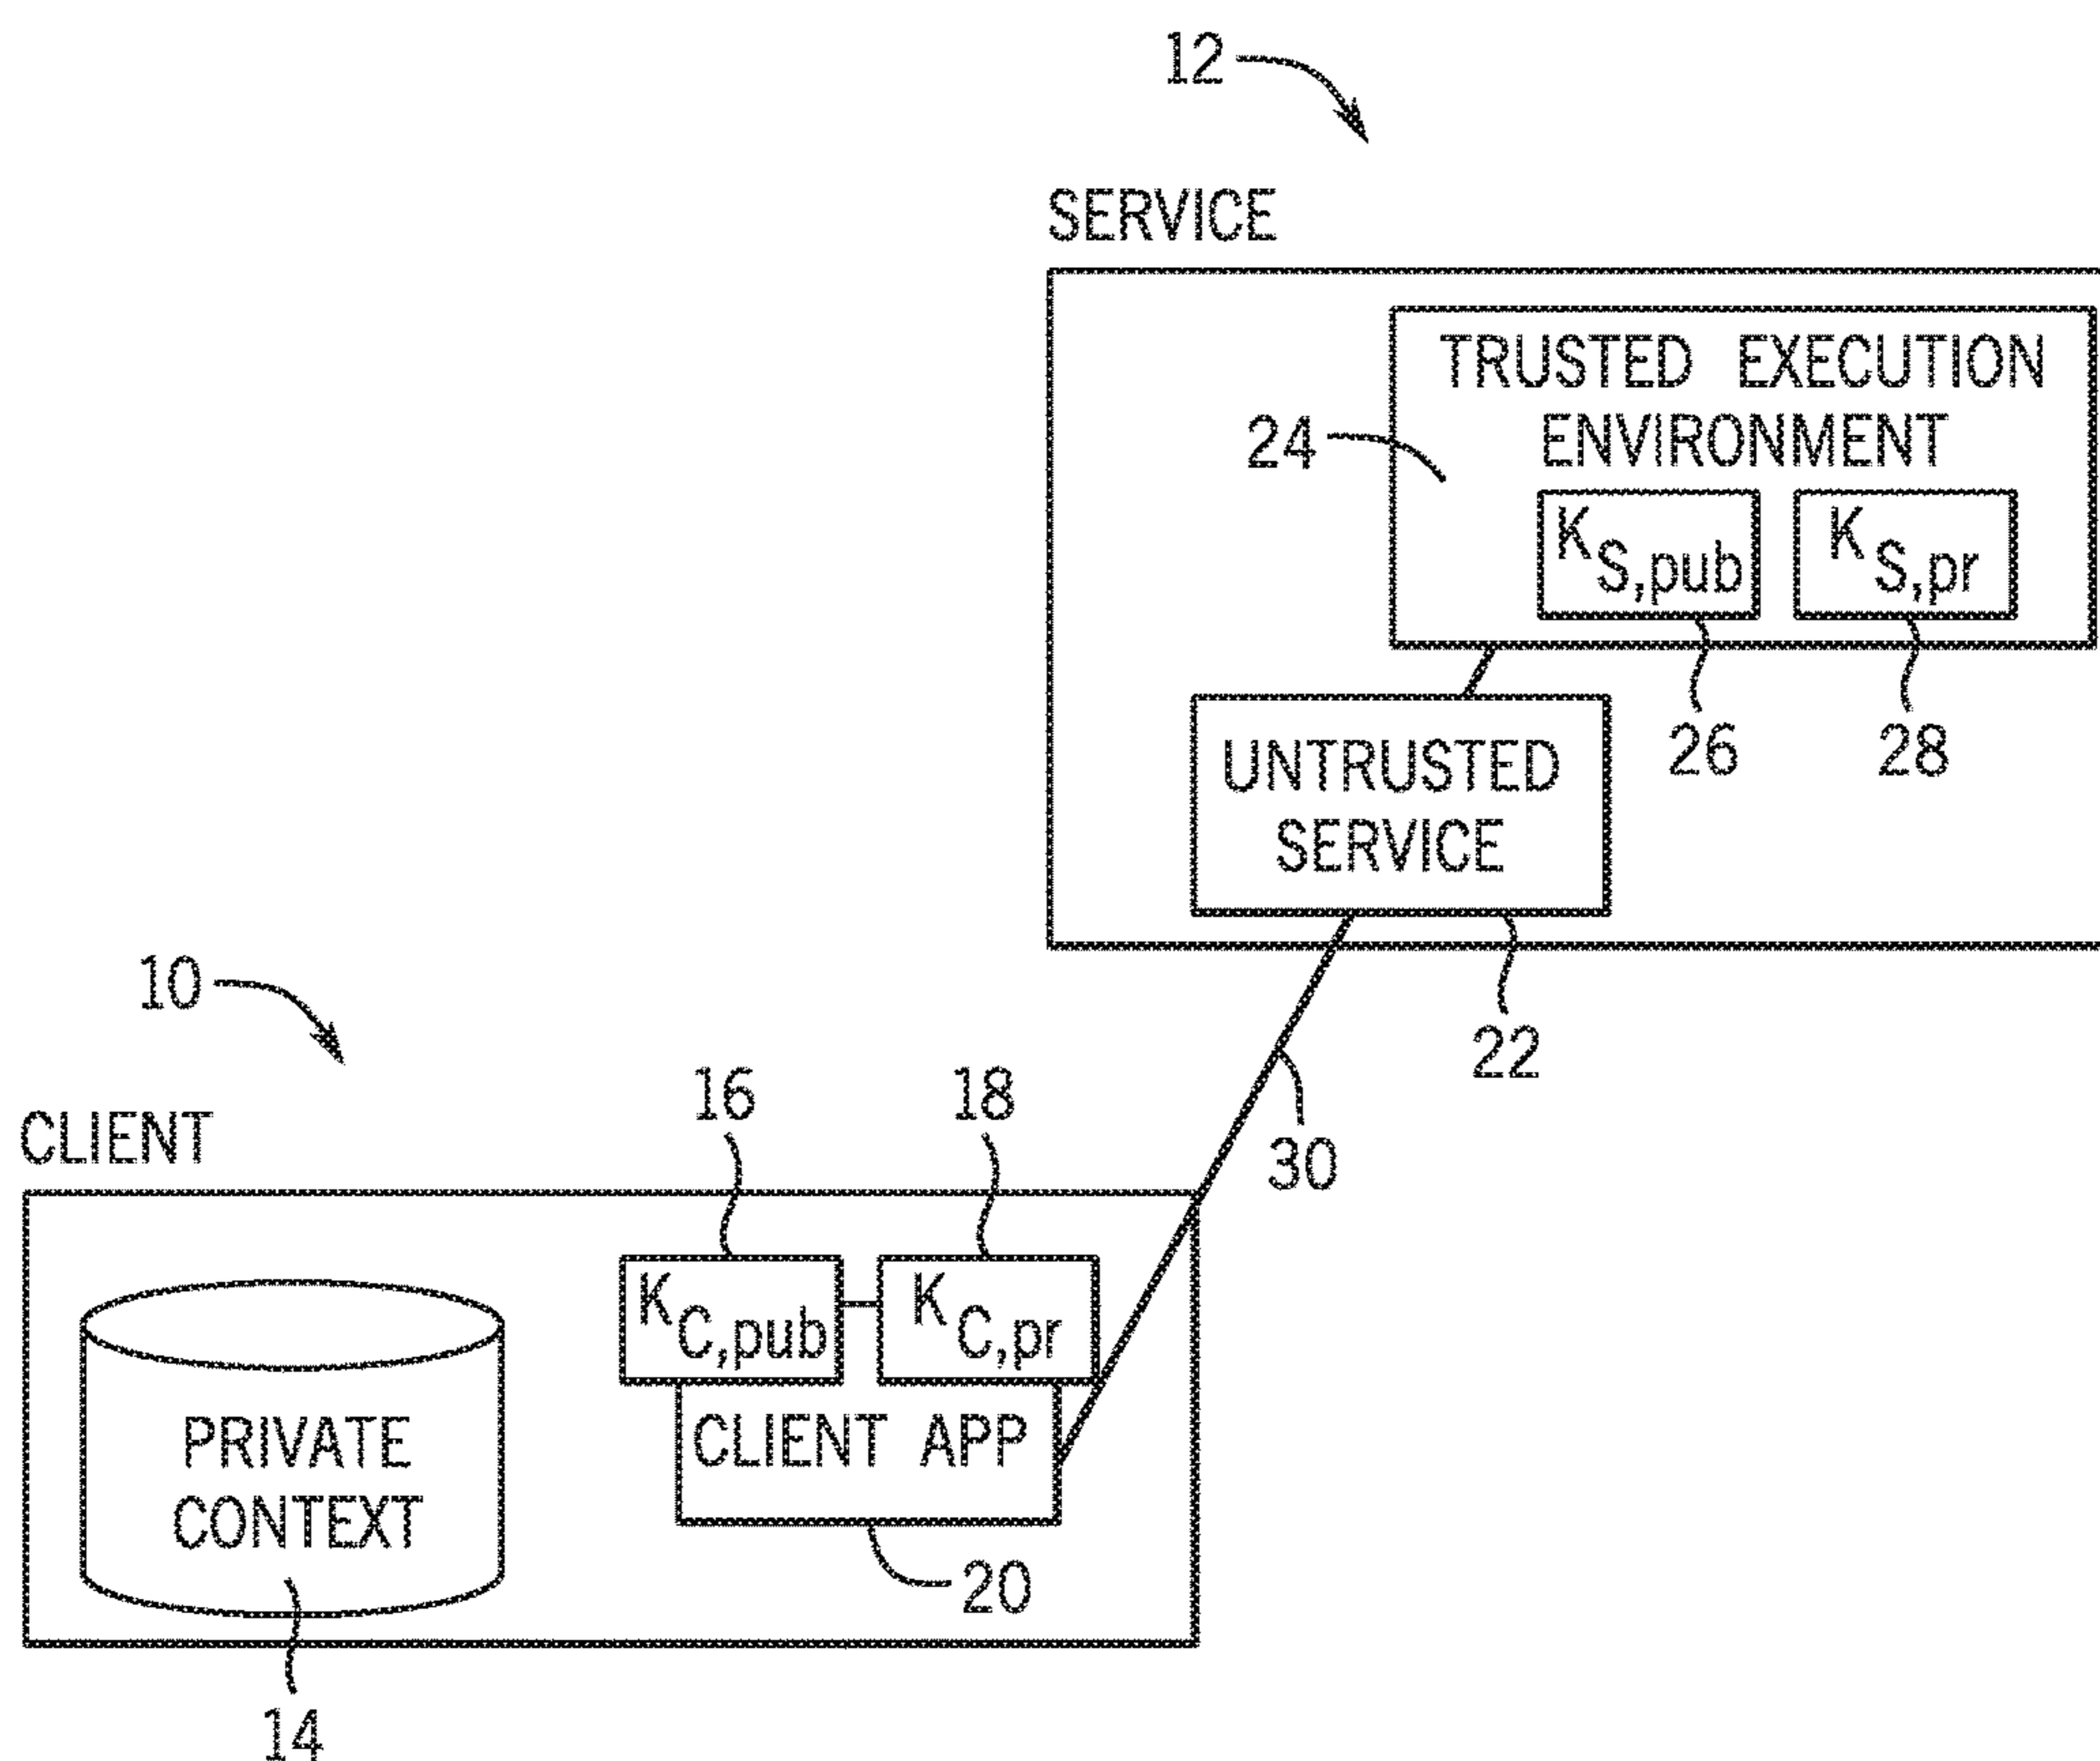 12
SERVICE
TRUSTED EXECUTION
ENVIRONMENT
24
KS,pub
KS,pr
26
28
UNTRUSTED
SERVICE
22
10
CLIENT
16
18
30
KC,pub
KC,pr
CLIENT APP
PRIVATE
CONTEXT
20
14